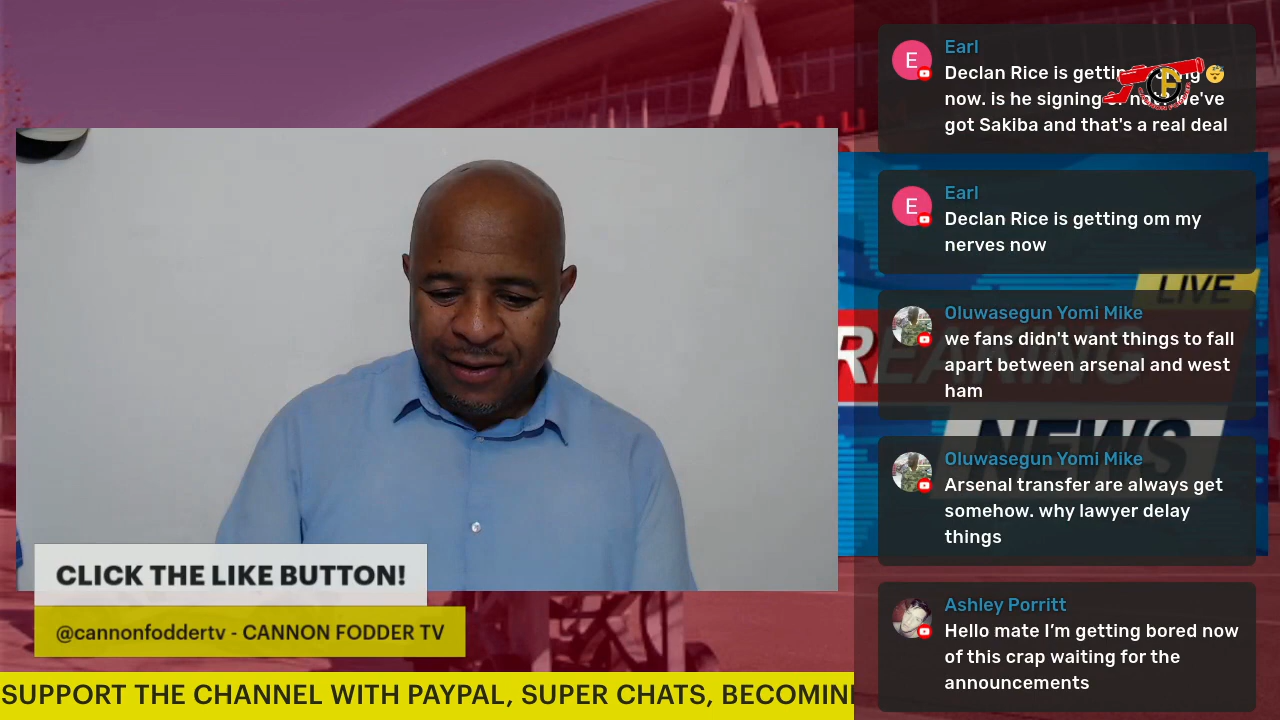 Earl
Declan Rice is getting
now. is he signing or not we've
got Sakiba and that's a real deal
Earl
Declan Rice is getting om my
nerves now
Oluwasegun Yomi Mike
we fans didn't want things to fall
apart between arsenal and west
ham
Oluwasegun Yomi Mike
Arsenal transfer are always get
somehow. why lawyer delay
things
Ashley Porritt
Hello mate I’m getting bored now
of this crap waiting for the
announcements
LIVE
BREAKING
NEWS
CLICK THE LIKE BUTTON!
@cannonfoddertv - CANNON FODDER TV
SUPPORT THE CHANNEL WITH PAYPAL, SUPER CHATS, BECOMIN